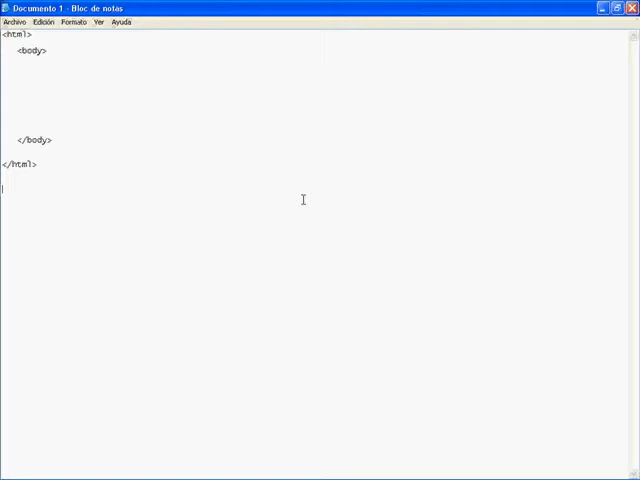 Documento 1 - Bloc de notas
Archivo Edición Formato Ver Ayuda
<html>
<body>
</body>
</html>